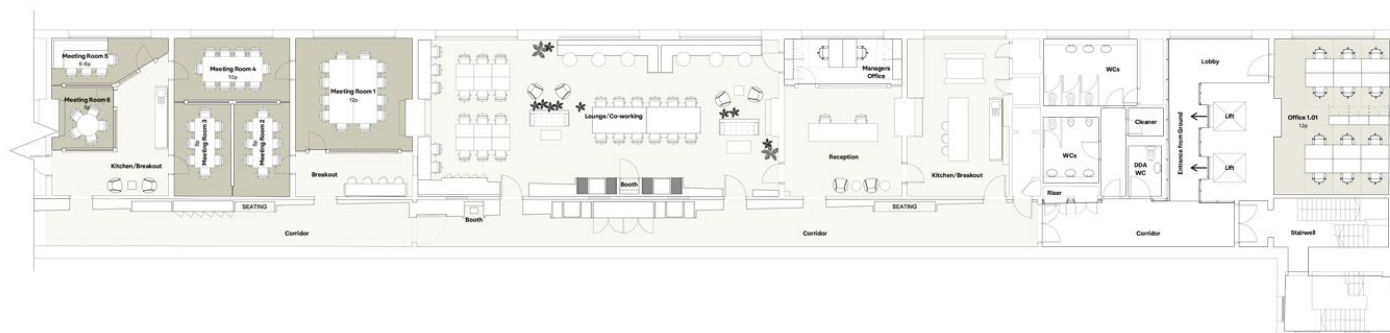 Meeting Room 5
6-8p
Meeting Room 4
10p
Meeting Room 1
12p
Managers
Office
WCs
Lobby
Meeting Room 6
Meeting Room 3
8p
Meeting Room 2
8p
Lounge/Co-working
Cleaner
Entrance from Ground
Lift
Office 1.01
12p
Kitchen/Breakout
Breakout
Booth
Reception
Kitchen/Breakout
WCs
DDA
WC
Lift
Riser
SEATING
Booth
SEATING
Corridor
Corridor
Corridor
Stairwell